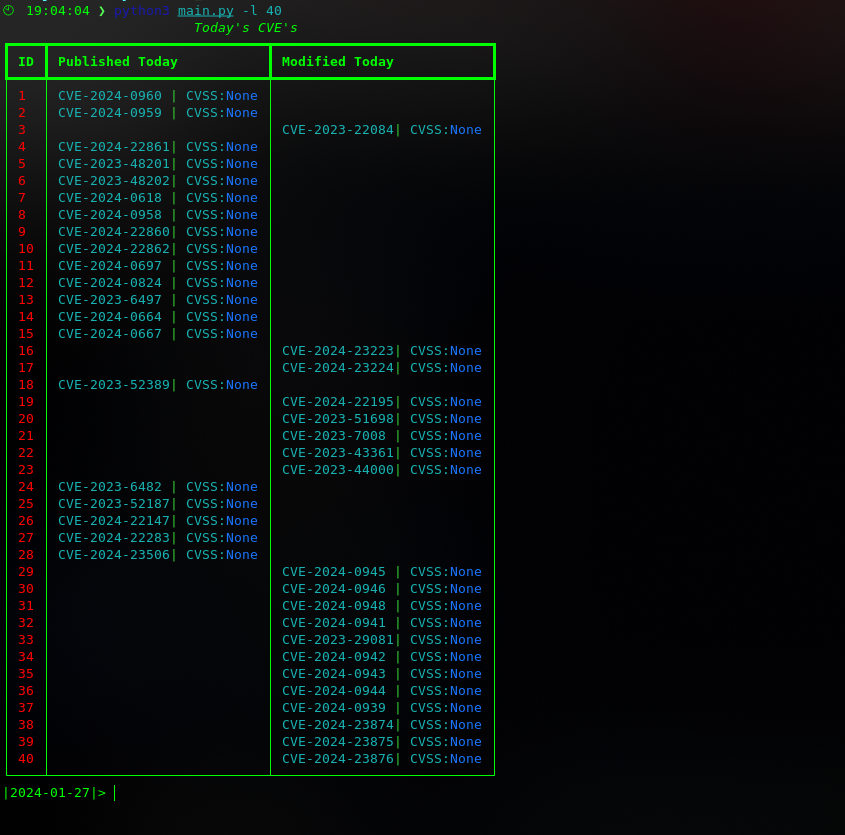 19:04:04 ❯ python3 main.py -l 40
Today's CVE's
ID Published Today Modified Today
1 CVE-2024-0960 | CVSS:None
2 CVE-2024-0959 | CVSS:None
3 CVE-2023-22084| CVSS:None
4 CVE-2024-22861| CVSS:None
5 CVE-2023-48201| CVSS:None
6 CVE-2023-48202| CVSS:None
7 CVE-2024-0618 | CVSS:None
8 CVE-2024-0958 | CVSS:None
9 CVE-2024-22860| CVSS:None
10 CVE-2024-22862| CVSS:None
11 CVE-2024-0697 | CVSS:None
12 CVE-2024-0824 | CVSS:None
13 CVE-2023-6497 | CVSS:None
14 CVE-2024-0664 | CVSS:None
15 CVE-2024-0667 | CVSS:None
16 CVE-2024-23223| CVSS:None
17 CVE-2024-23224| CVSS:None
18 CVE-2023-52389| CVSS:None
19 CVE-2024-22195| CVSS:None
20 CVE-2023-51698| CVSS:None
21 CVE-2023-7008 | CVSS:None
22 CVE-2023-43361| CVSS:None
23 CVE-2023-44000| CVSS:None
24 CVE-2023-6482 | CVSS:None
25 CVE-2023-52187| CVSS:None
26 CVE-2024-22147| CVSS:None
27 CVE-2024-22283| CVSS:None
28 CVE-2024-23506| CVSS:None
29 CVE-2024-0945 | CVSS:None
30 CVE-2024-0946 | CVSS:None
31 CVE-2024-0948 | CVSS:None
32 CVE-2024-0941 | CVSS:None
33 CVE-2023-29081| CVSS:None
34 CVE-2024-0942 | CVSS:None
35 CVE-2024-0943 | CVSS:None
36 CVE-2024-0944 | CVSS:None
37 CVE-2024-0939 | CVSS:None
38 CVE-2024-23874| CVSS:None
39 CVE-2024-23875| CVSS:None
40 CVE-2024-23876| CVSS:None
|2024-01-27|>